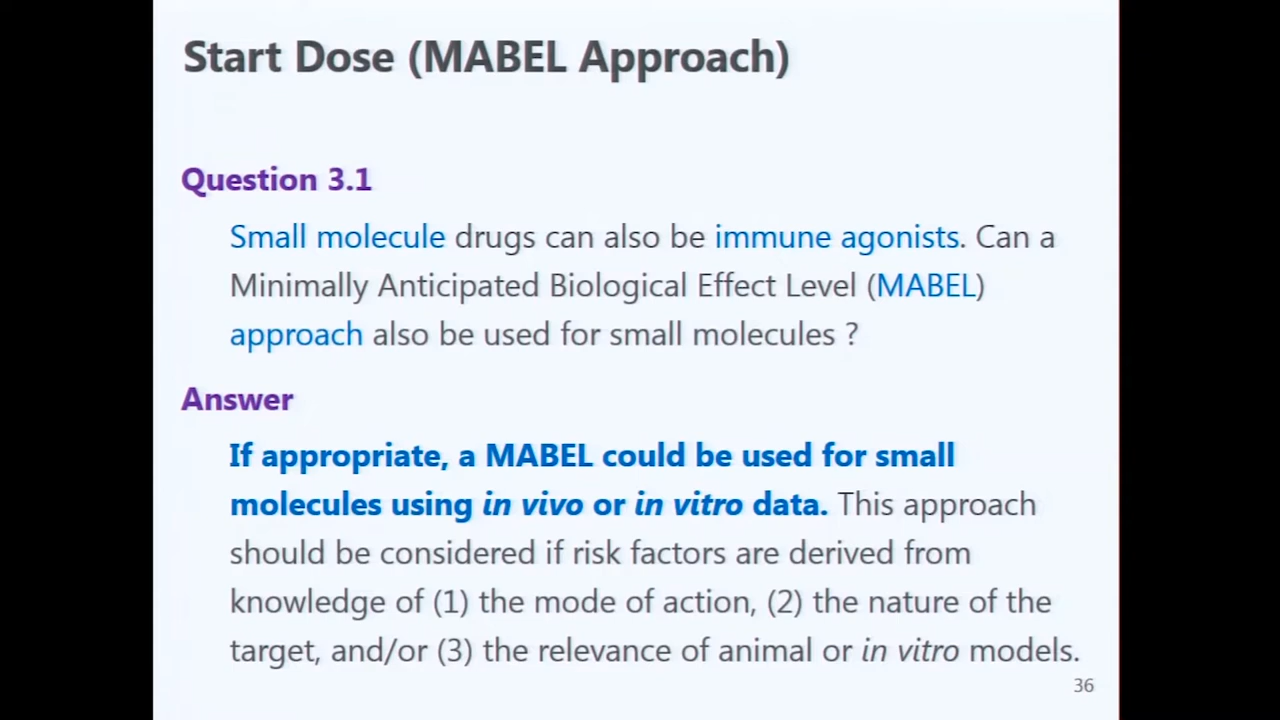 Start Dose (MABEL Approach)
Question 3.1
Small molecule drugs can also be immune agonists. Can a
Minimally Anticipated Biological Effect Level (MABEL)
approach also be used for small molecules ?
Answer
If appropriate, a MABEL could be used for small
molecules using in vivo or in vitro data. This approach
should be considered if risk factors are derived from
knowledge of (1) the mode of action, (2) the nature of the
target, and/or (3) the relevance of animal or in vitro models.
36